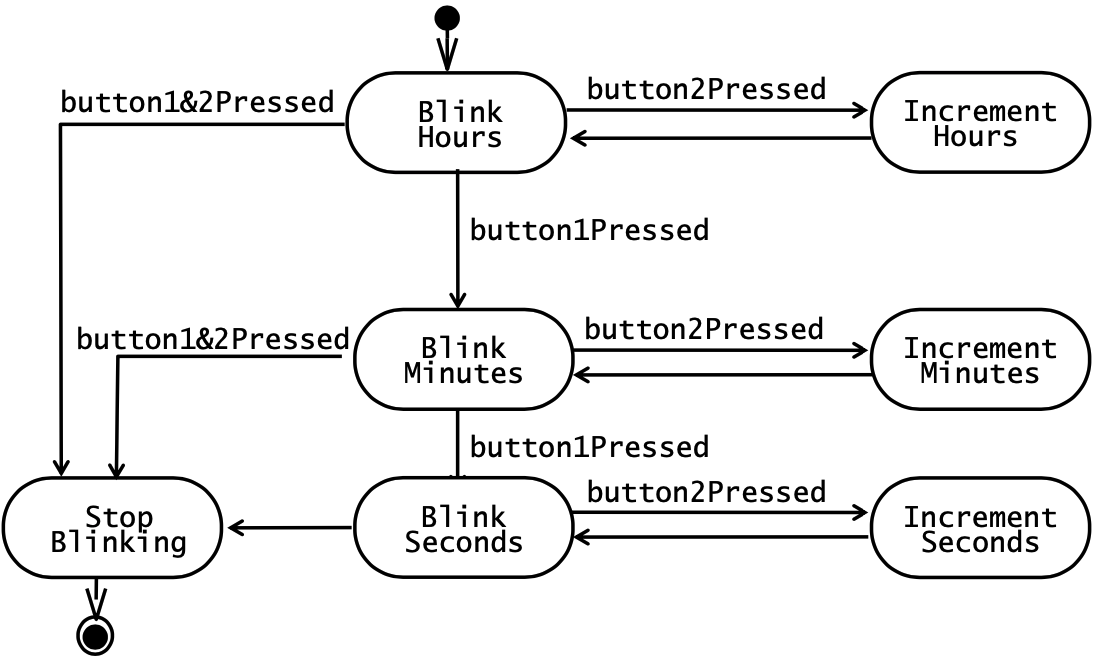 button1&2Pressed
Blink
Hours
button2Pressed
Increment
Hours
button1Pressed
button1&2Pressed
Blink
Minutes
button2Pressed
Increment
Minutes
button1Pressed
Stop
Blinking
Blink
Seconds
button2Pressed
Increment
Seconds